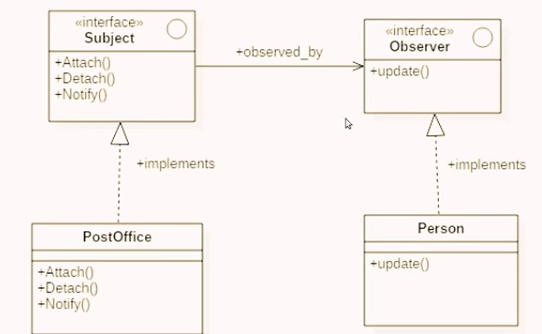 «interface»
Subject
+Attach()
+Detach()
+Notify()
+observed_by
«interface»
Observer
+update()
+implements
+implements
PostOffice
+Attach()
+Detach()
+Notify()
Person
+update()